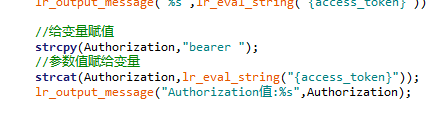 lr_output_message("%s",lr_eval_string("{access_token}"))
//给变量赋值
strcpy(Authorization,"bearer ");
//参数值赋给变量
strcat(Authorization,lr_eval_string("{access_token}"));
lr_output_message("Authorization值:%s",Authorization);